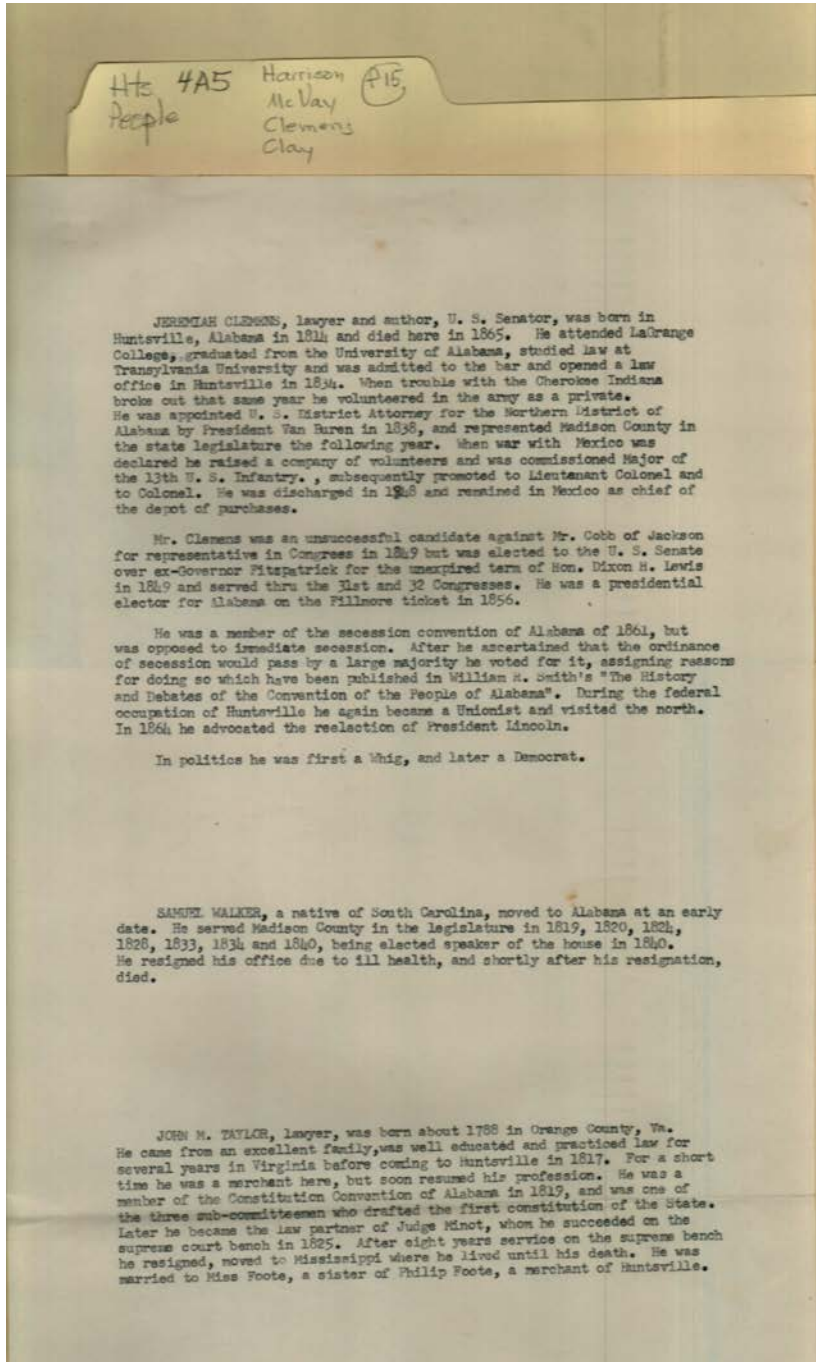 Hts 4A5 Harrison P15
People McVay
Clemens
Clay
JEREMIAH CLEMENS, lawyer and author, U. S. Senator, was born in
Huntsville, Alabama in 1814 and died here in 1865. He attended LaGrange
College, graduated from the University of Alabama, studied law at
Transylvania University and was admitted to the bar and opened a law
office in Huntsville in 1834. When trouble with the Cherokee Indians
broke out that same year he volunteered in the army as a private.
He was appointed U. S. District Attorney for the Northern District of
Alabama by President Van Buren in 1838, and represented Madison County in
the state legislature the following year. When war with Mexico was
declared he raised a company of volunteers and was commissioned Major of
the 13th U. S. Infantry. , subsequently promoted to Lieutenant Colonel and
to Colonel. He was discharged in 1848 and remained in Mexico as chief of
the depot of purchases.
Mr. Clemens was an unsuccessful candidate against Mr. Cobb of Jackson
for representative in Congrees in 1849 but was elected to the U. S. Senate
over ex-Governor Fitspatrick for the unexpired term of Hon. Dixon H. Lewis
in 1849 and served thru the 31st and 32 Congresses. He was a presidential
elector for Alabama on the Fillmore ticket in 1856.
He was a member of the secession convention of Alabama of 1861, but
was opposed to immediate secession. After he ascertained that the ordinance
of secession would pass by a large majority he voted for it, assigning reasons
for doing so which have been published in William R. Smith's "The History
and Debates of the Convention of the People of Alabama". During the federal
occupation of Huntsville he again became a Unionist and visited the north.
In 1864 he advocated the reelection of President Lincoln.
In politics he was first a Whig, and later a Democrat.
SAMUEL WALKER, a native of South Carolina, moved to Alabama at an early
date. He served Madison County in the legislature in 1819, 1820, 1824,
1828, 1833, 1834 and 1840, being elected speaker of the house in 1840.
He resigned his office due to ill health, and shortly after his resignation,
died.
JOHN M. TAYLOR, lawyer, was born about 1788 in Orange County, Va.
He came from an excellent family,was well educated and practiced law for
several years in Virginia before coming to Huntsville in 1817. For a short
time he was a merchant here, but soon resumed his profession. He was a
member of the Constitution Convention of Alabama in 1819, and was one of
the three sub-committeemen who drafted the first constitution of the State.
Later he became the law partner of Judge Minot, whom he succeeded on the
supreme court bench in 1825. After eight years service on the supreme bench
he resigned, moved to Mississippi where he lived until his death. He was
married to Miss Foote, a sister of Philip Foote, a merchant of Huntsville.